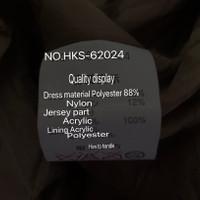 NO.HKS-62024
Quality display
Dress material Polyester 88%
Nylon 12%
Jersey part
Acrylic 100%
Lining Acrylic
Polyester
How to handle